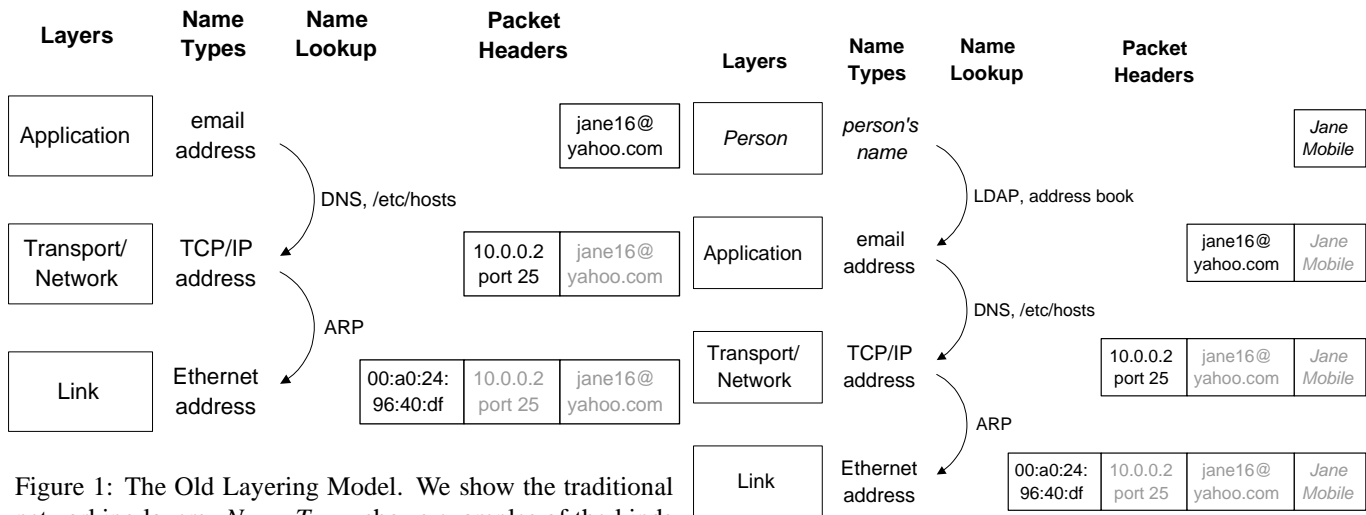 Layers
Name Types
Name Lookup
Packet Headers
Application
email address
jane16@
yahoo.com
DNS, /etc/hosts
Transport/
Network
TCP/IP
address
10.0.0.2
port 25
jane16@
yahoo.com
ARP
Link
Ethernet
address
00:a0:24:
96:40:df
10.0.0.2
port 25
jane16@
yahoo.com
Figure 1: The Old Layering Model. We show the traditional
Layers
Name Types
Name Lookup
Packet Headers
Person
person's
name
Jane
Mobile
LDAP, address book
Application
email
address
jane16@
yahoo.com
Jane
Mobile
DNS, /etc/hosts
Transport/
Network
TCP/IP
address
10.0.0.2
port 25
jane16@
yahoo.com
Jane
Mobile
ARP
Link
Ethernet
address
00:a0:24:
96:40:df
10.0.0.2
port 25
jane16@
yahoo.com
Jane
Mobile